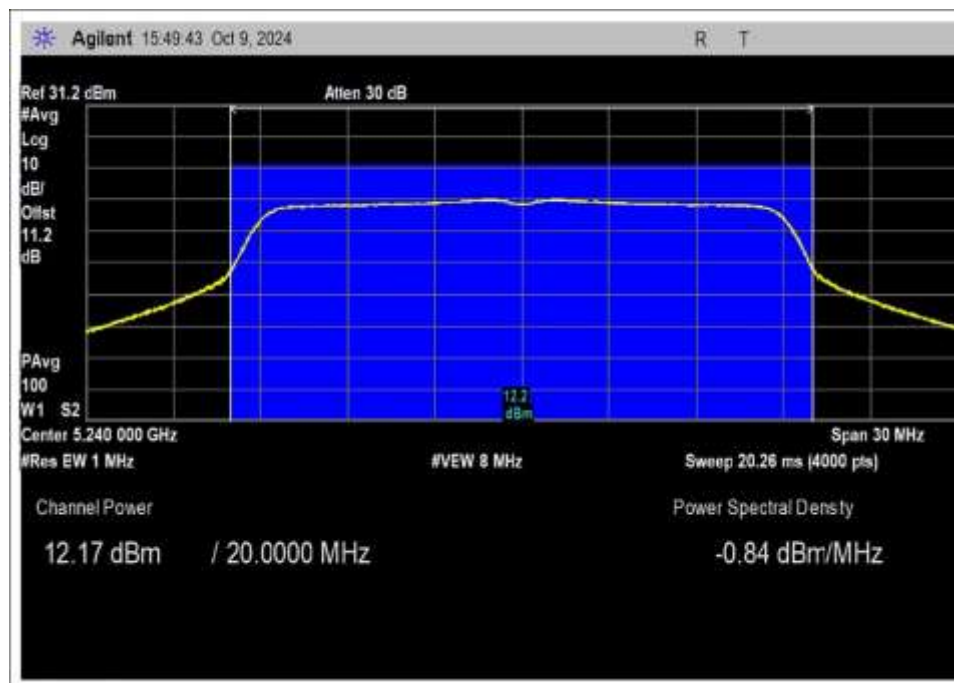 Agilent 15:49:43 Oct 9, 2024 R T
Ref 31.2 dBm Atten 30 dB
#Avg
Log
10
dB/
Offst
11.2
dB
PAvg
100
W1 S2
12.2
dBm
Center 5.240 000 GHz Span 30 MHz
#Res BW 1 MHz #VBW 8 MHz Sweep 20.26 ms (4000 pts)
Channel Power Power Spectral Density
12.17 dBm / 20.0000 MHz -0.84 dBm/MHz